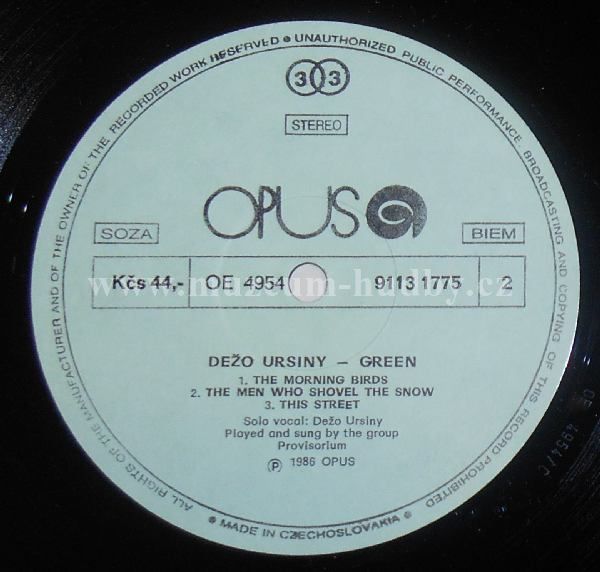 ALL RIGHTS OF THE MANUFACTURER AND OF THE OWNER OF THE RECORDED WORK RESERVED ● UNAUTHORIZED PUBLIC PERFORMANCE, BROADCASTING AND COPYING OF THIS RECORD PROHIBITED
33
STEREO
OPUS
SOZA
BIEM
Kčs 44,- OE 4954 9113 1775 2
www.muzeum-hudby.cz
DEŽO URSINY — GREEN
1. THE MORNING BIRDS
2. THE MEN WHO SHOVEL THE SNOW
3. THIS STREET
Solo vocal: Dežo Ursiny
Played and sung by the group
Provisorium
Ⓟ 1986 OPUS
● MADE IN CZECHOSLOVAKIA ●